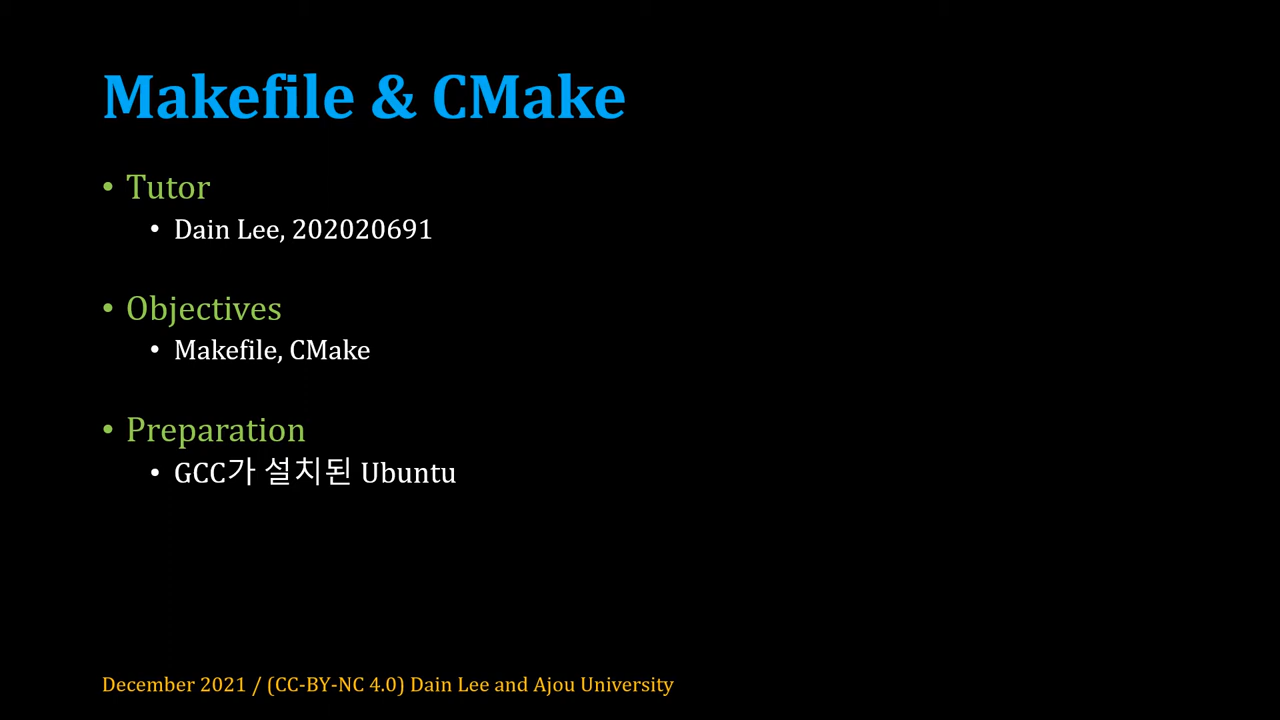 Makefile & CMake
• Tutor
• Dain Lee, 202020691
• Objectives
• Makefile, CMake
• Preparation
• GCC가 설치된 Ubuntu
December 2021 / (CC-BY-NC 4.0) Dain Lee and Ajou University